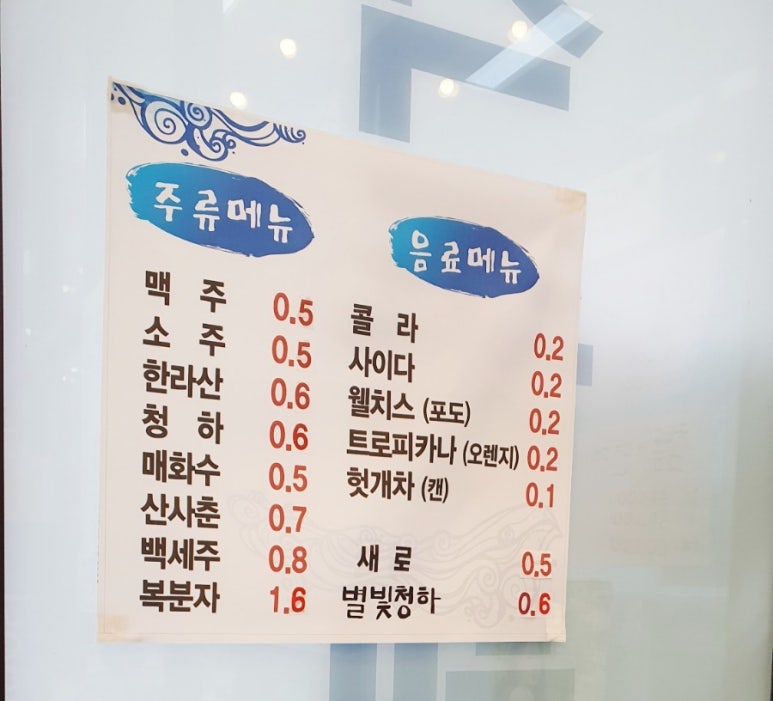 주류메뉴
맥 주 0.5
소 주 0.5
한라산 0.6
청 하 0.6
매화수 0.5
산사춘 0.7
백세주 0.8
복분자 1.6
음료메뉴
콜 라 0.2
사이다 0.2
웰치스 (포도) 0.2
트로피카나 (오렌지) 0.2
헛개차 (캔) 0.1
새로 0.5
별빛청하 0.6